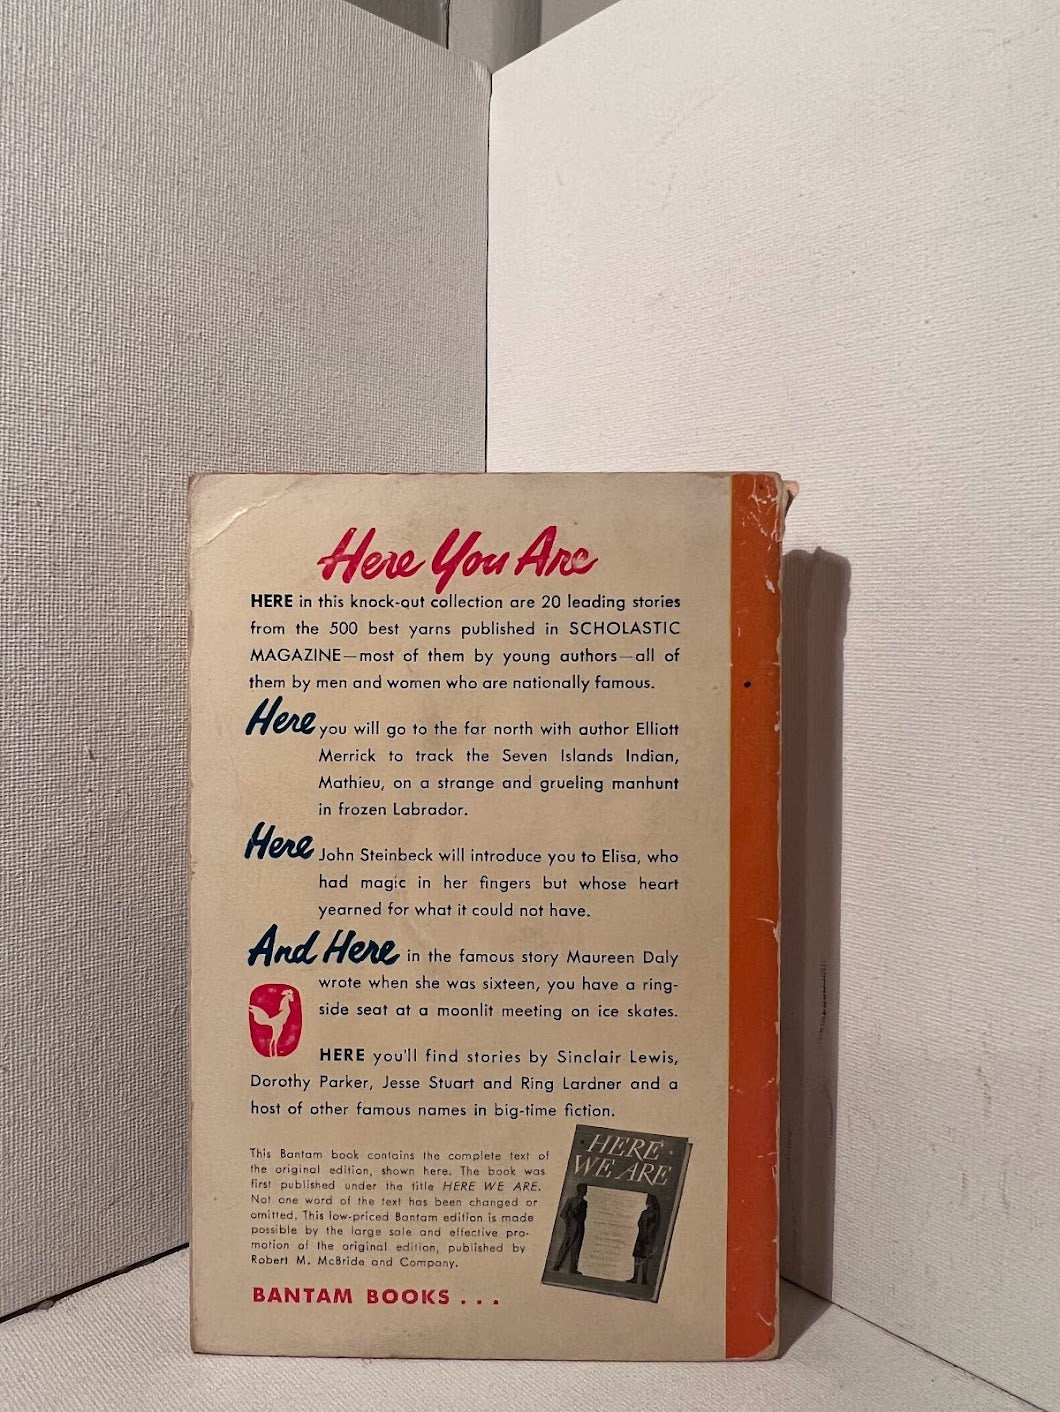 Here You Are
HERE in this knock-out collection are 20 leading stories
from the 500 best yarns published in SCHOLASTIC
MAGAZINE—most of them by young authors—all of
them by men and women who are nationally famous.
Here you will go to the far north with author Elliott
Merrick to track the Seven Islands Indian,
Mathieu, on a strange and grueling manhunt
in frozen Labrador.
Here John Steinbeck will introduce you to Elisa, who
had magic in her fingers but whose heart
yearned for what it could not have.
And Here in the famous story Maureen Daly
wrote when she was sixteen, you have a ring-
side seat at a moonlit meeting on ice skates.
HERE you'll find stories by Sinclair Lewis,
Dorothy Parker, Jesse Stuart and Ring Lardner and a
host of other famous names in big-time fiction.
This Bantam book contains the complete text of
the original edition, shown here. The book was
first published under the title HERE WE ARE.
Not one word of the text has been changed or
omitted. This low-priced Bantam edition is made
possible by the large sale and effective pro-
motion of the original edition, published by
Robert M. McBride and Company.
HERE
WE ARE
BANTAM BOOKS . . .